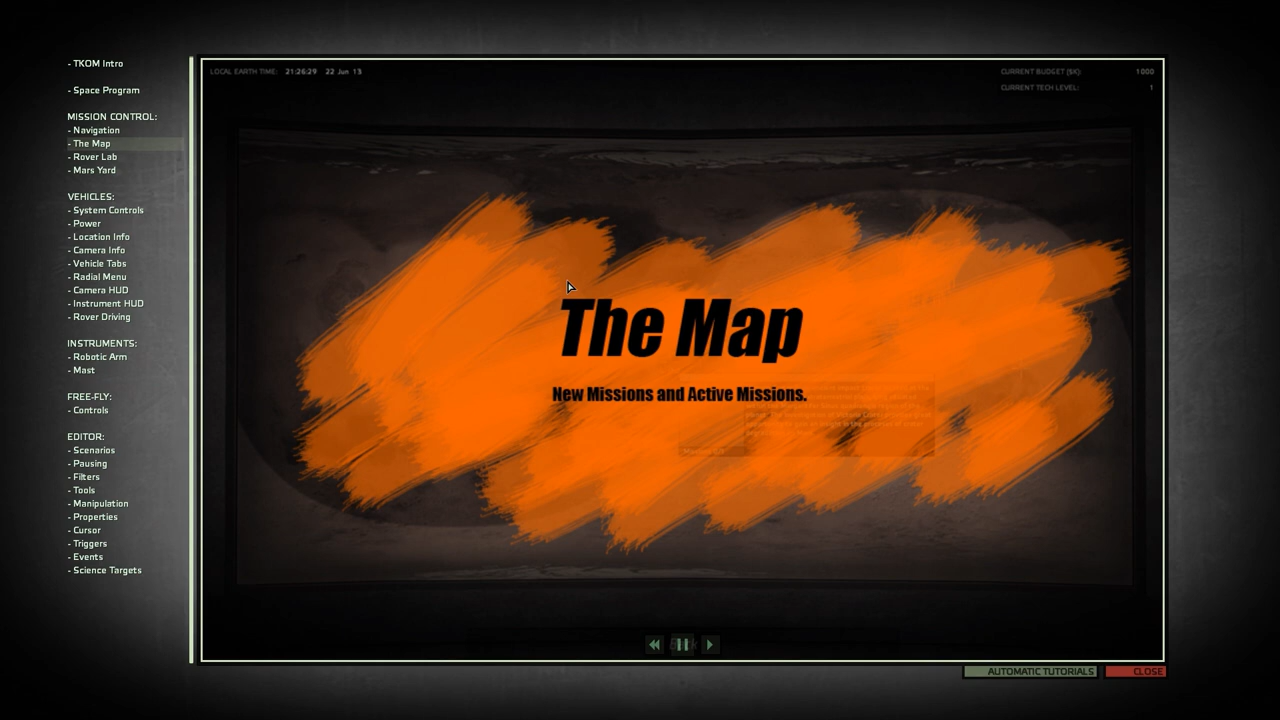 - TKOM Intro
- Space Program
MISSION CONTROL:
- Navigation
- The Map
- Rover Lab
- Mars Yard
VEHICLES:
- System Controls
- Power
- Location Info
- Camera Info
- Vehicle Tabs
- Radial Menu
- Camera HUD
- Instrument HUD
- Rover Driving
INSTRUMENTS:
- Robotic Arm
- Mast
FREE-FLY:
- Controls
EDITOR:
- Scenarios
- Pausing
- Filters
- Tools
- Manipulation
- Properties
- Cursor
- Triggers
- Events
- Science Targets
LOCAL EARTH TIME: 21:26:29 22 Jun 13
CURRENT BUDGET ($K): 1000
CURRENT TECH LEVEL: 1
The Map
New Missions and Active Missions.
AUTOMATIC TUTORIALS
CLOSE